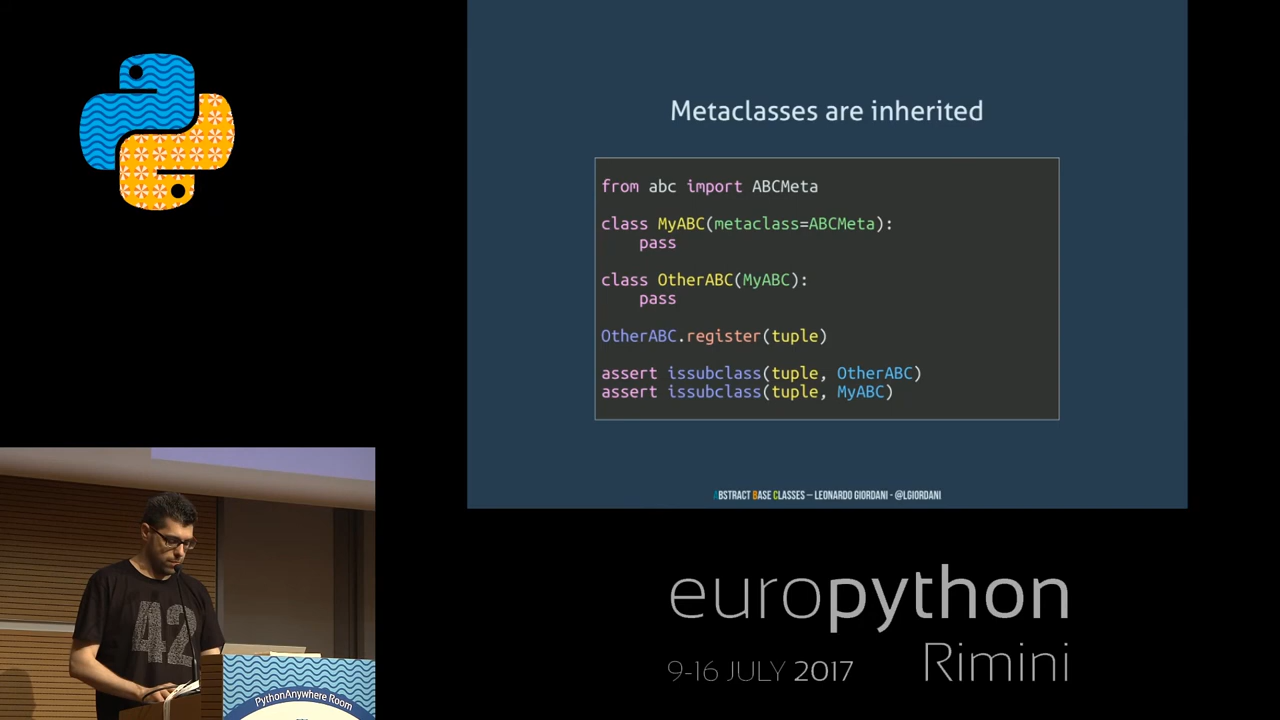 Metaclasses are inherited
from abc import ABCMeta
class MyABC(metaclass=ABCMeta):
    pass
class OtherABC(MyABC):
    pass
OtherABC.register(tuple)
assert issubclass(tuple, OtherABC)
assert issubclass(tuple, MyABC)
ABSTRACT BASE CLASSES – LEONARDO GIORDANI - @LGIORDANI
42
PythonAnywhere Room
europython
9-16 JULY 2017 Rimini